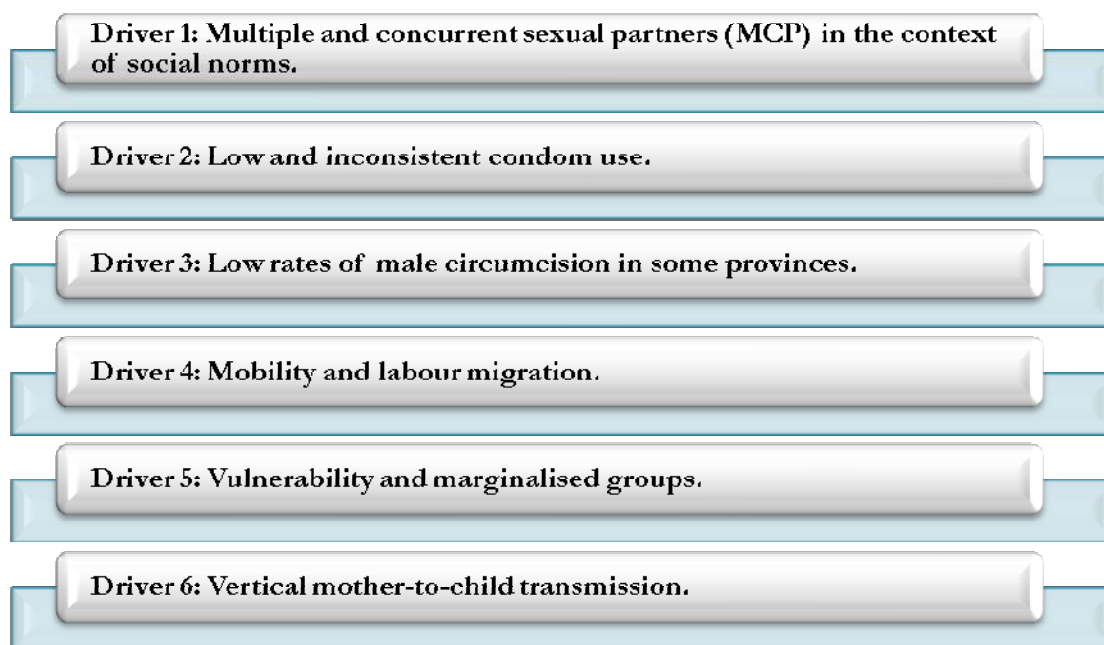 Driver 1: Multiple and concurrent sexual partners (MCP) in the context
of social norms.
Driver 2: Low and inconsistent condom use.
Driver 3: Low rates of male circumcision in some provinces.
Driver 4: Mobility and labour migration.
Driver 5: Vulnerability and marginalised groups.
Driver 6: Vertical mother-to-child transmission.